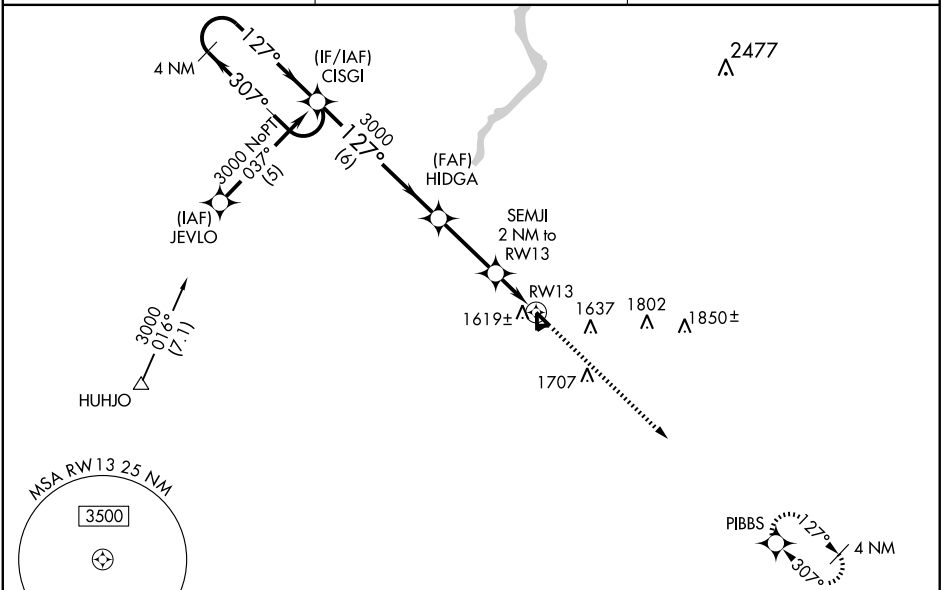 2477
127°
4 NM
307°
(IF/IAF)
CISGI
3000 NoPT
037°
(5)
3000
127°
(6)
(FAF)
HIDGA
(IAF)
JEVLO
SEMJI
2 NM to
RW13
RW13
1619±
1637
1802
1850±
1707
3000
016°
(7.1)
HUHJO
MSA RW13 25 NM
3500
PIBBS
127°
4 NM
307°